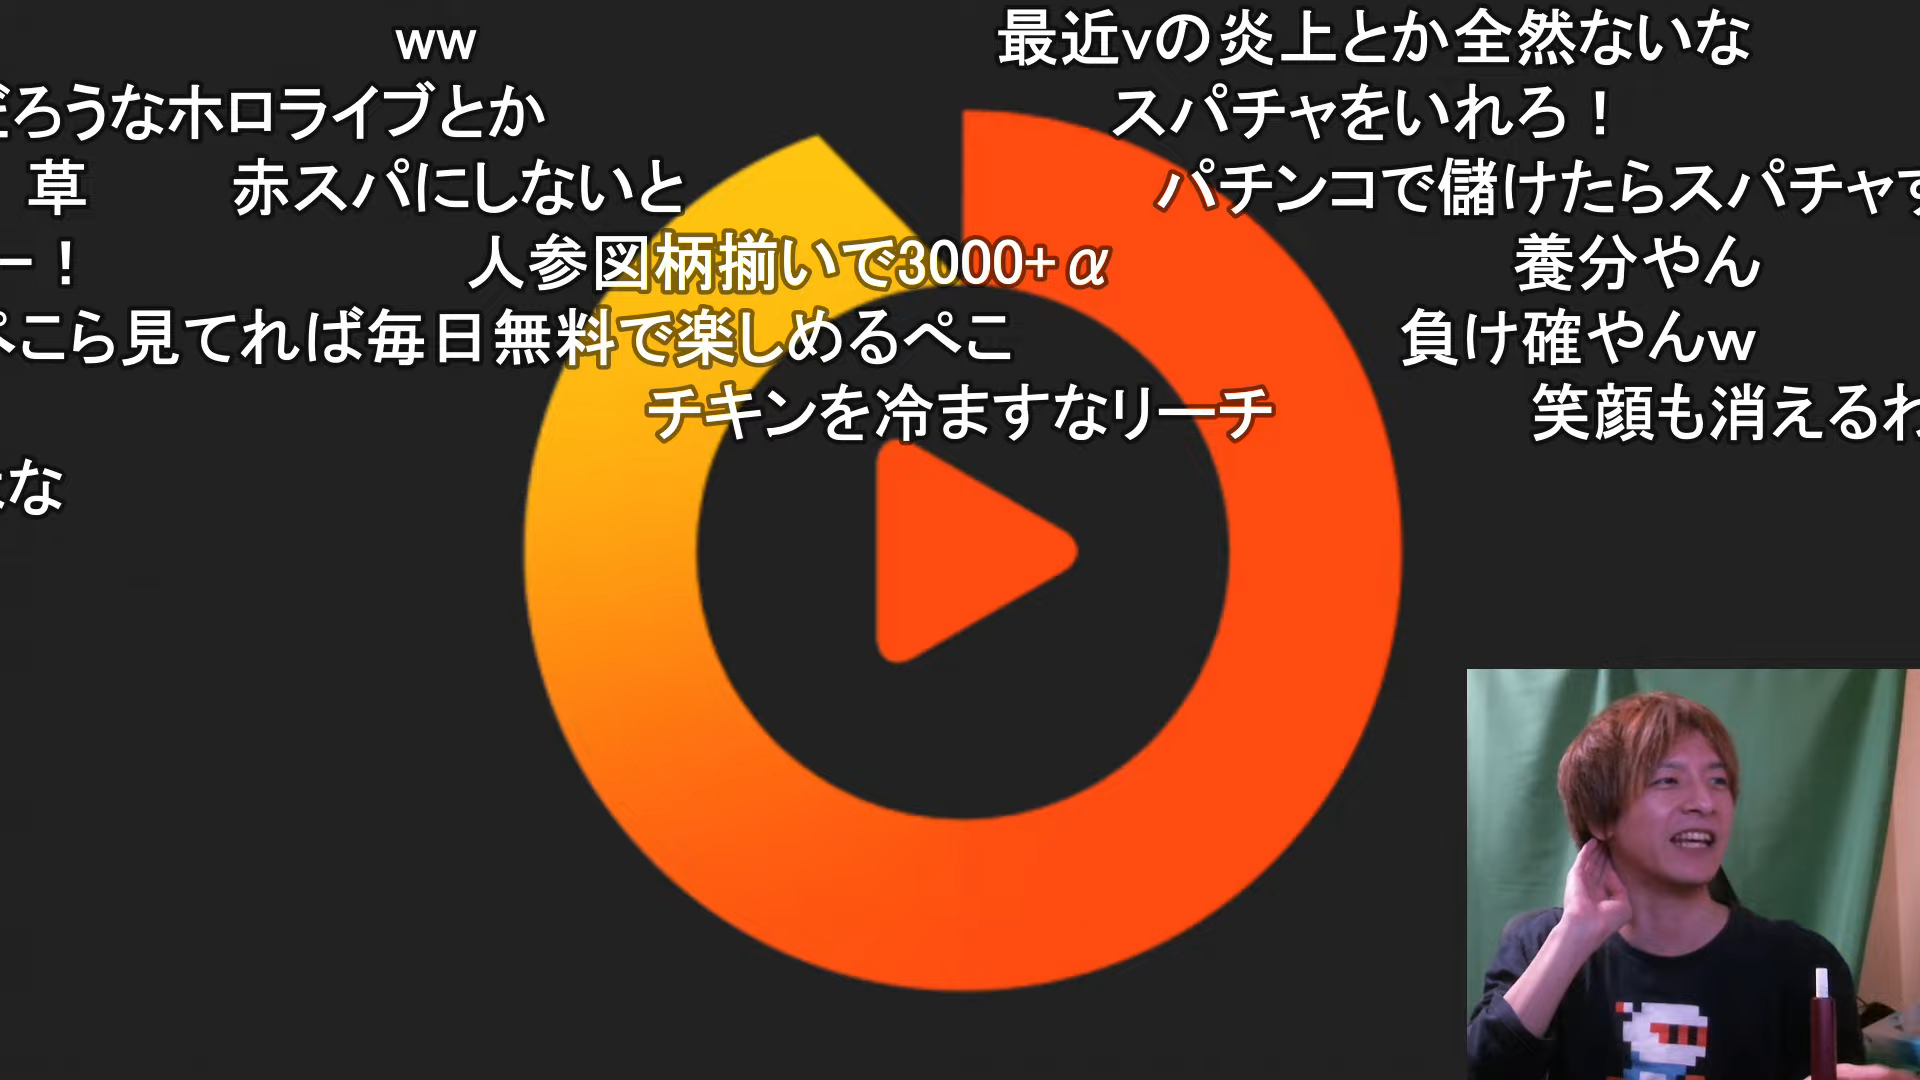 ww
最近vの炎上とか全然ないな
ろうなホロライブとか
スパチャをいれろ！
草
赤スパにしないと
パチンコで儲けたらスパチャ
ー！
人参図柄揃いで3000+α
養分やん
ぺこら見てれば毎日無料で楽しめるぺこ
負け確やんw
チキンを冷ますなリーチ
笑顔も消えるわ
な